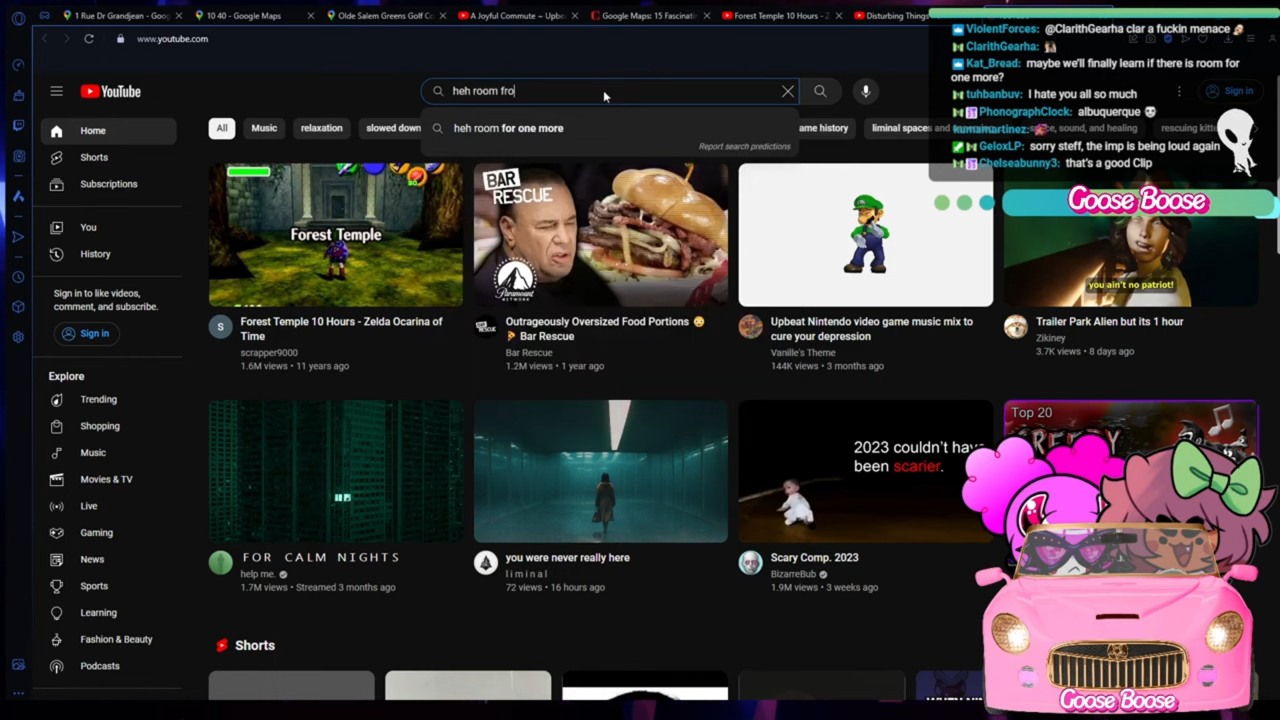 1 Rue Dr Grandjean - Goog
10 40 - Google Maps
Olde Salem Greens Golf C
A Joyful Commute ~ Upbe
Google Maps: 15 Fascinati
Forest Temple 10 Hours - Z
Disturbing Things
www.youtube.com
YouTube
heh room fro
Sign in
heh room for one more
Report search predictions
All
Music
relaxation
slowed down
ame history
liminal spaces
sound, and healing
rescuing kitte
ViolentForces: @ClarithGearha clar a fuckin menace
ClarithGearha:
Kat_Bread: maybe we'll finally learn if there is room for
one more?
tuhbanbuv: I hate you all so much
PhonographClock: albuquerque
kumamartinez:
GeloxLP: sorry steff, the imp is being loud again
Chelseabunny3: that's a good Clip
Goose Boose
Home
Shorts
Subscriptions
You
History
Sign in to like videos,
comment, and subscribe.
Sign in
Explore
Trending
Shopping
Music
Movies & TV
Live
Gaming
News
Sports
Learning
Fashion & Beauty
Podcasts
Forest Temple
Forest Temple 10 Hours - Zelda Ocarina of
Time
scrapper9000
1.6M views • 11 years ago
BAR
RESCUE
Paramount
NETWORK
Outrageously Oversized Food Portions
Bar Rescue
Bar Rescue
1.2M views • 1 year ago
Upbeat Nintendo video game music mix to
cure your depression
Vanille's Theme
144K views • 3 months ago
you ain't no patriot!
Trailer Park Alien but its 1 hour
Zikiney
3.7K views • 8 days ago
FOR CALM NIGHTS
help me.
1.7M views • Streamed 3 months ago
you were never really here
liminal
72 views • 16 hours ago
2023 couldn't have
been scarier.
Scary Comp. 2023
BizarreBub
1.9M views • 3 weeks ago
Top 20
Shorts
Goose Boose